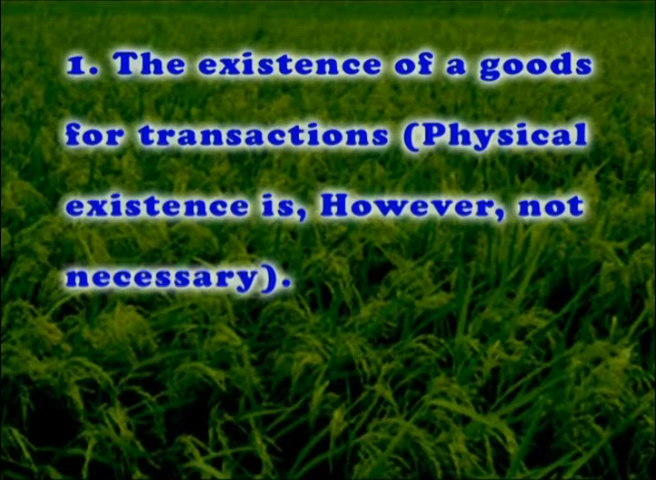 1. The existence of a goods
for transactions (Physical
existence is, However, not
necessary).